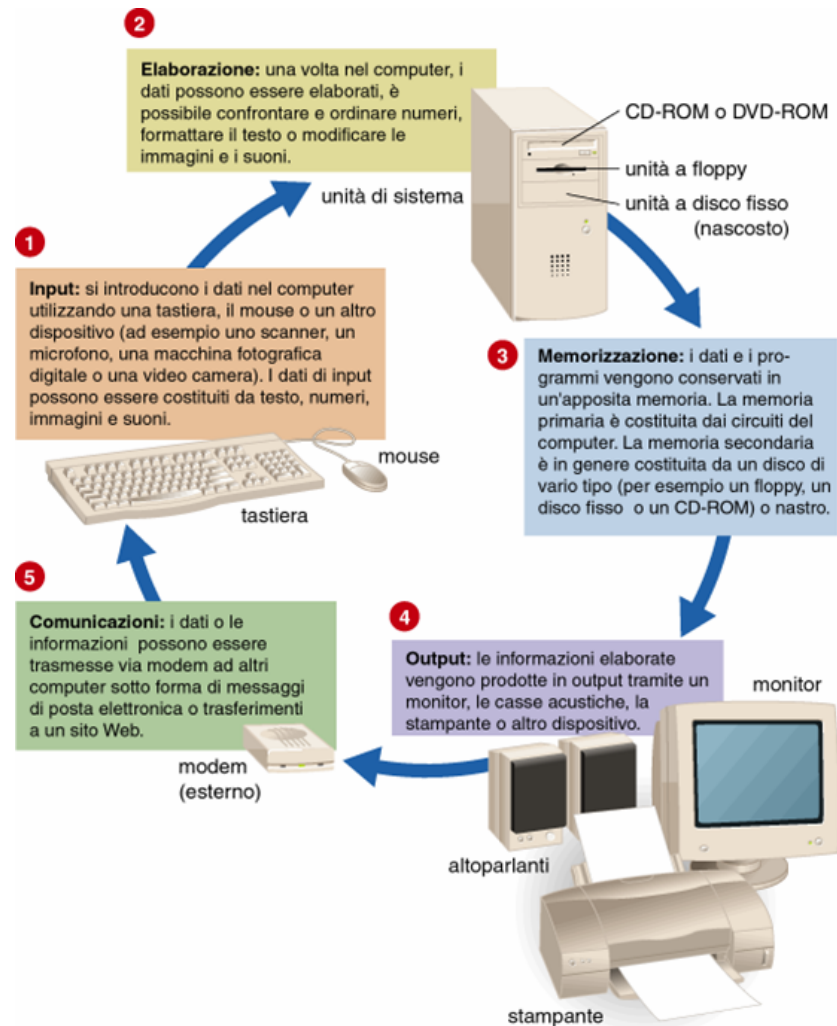 1
Input: si introducono i dati nel computer
utilizzando una tastiera, il mouse o un altro
dispositivo (ad esempio uno scanner, un
microfono, una macchina fotografica
digitale o una video camera). I dati di input
possono essere costituiti da testo, numeri,
immagini e suoni.
mouse
tastiera
2
Elaborazione: una volta nel computer, i
dati possono essere elaborati, è
possibile confrontare e ordinare numeri,
formattare il testo o modificare le
immagini e i suoni.
unità di sistema
CD-ROM o DVD-ROM
unità a floppy
unità a disco fisso
(nascosto)
3
Memorizzazione: i dati e i pro-
grammi vengono conservati in
un'apposita memoria. La memoria
primaria è costituita dai circuiti del
computer. La memoria secondaria
è in genere costituita da un disco di
vario tipo (per esempio un floppy, un
disco fisso o un CD-ROM) o nastro.
4
Output: le informazioni elaborate
vengono prodotte in output tramite un
monitor, le casse acustiche, la
stampante o altro dispositivo.
monitor
altoparlanti
stampante
5
Comunicazioni: i dati o le
informazioni possono essere
trasmesse via modem ad altri
computer sotto forma di messaggi
di posta elettronica o trasferimenti
a un sito Web.
modem
(esterno)